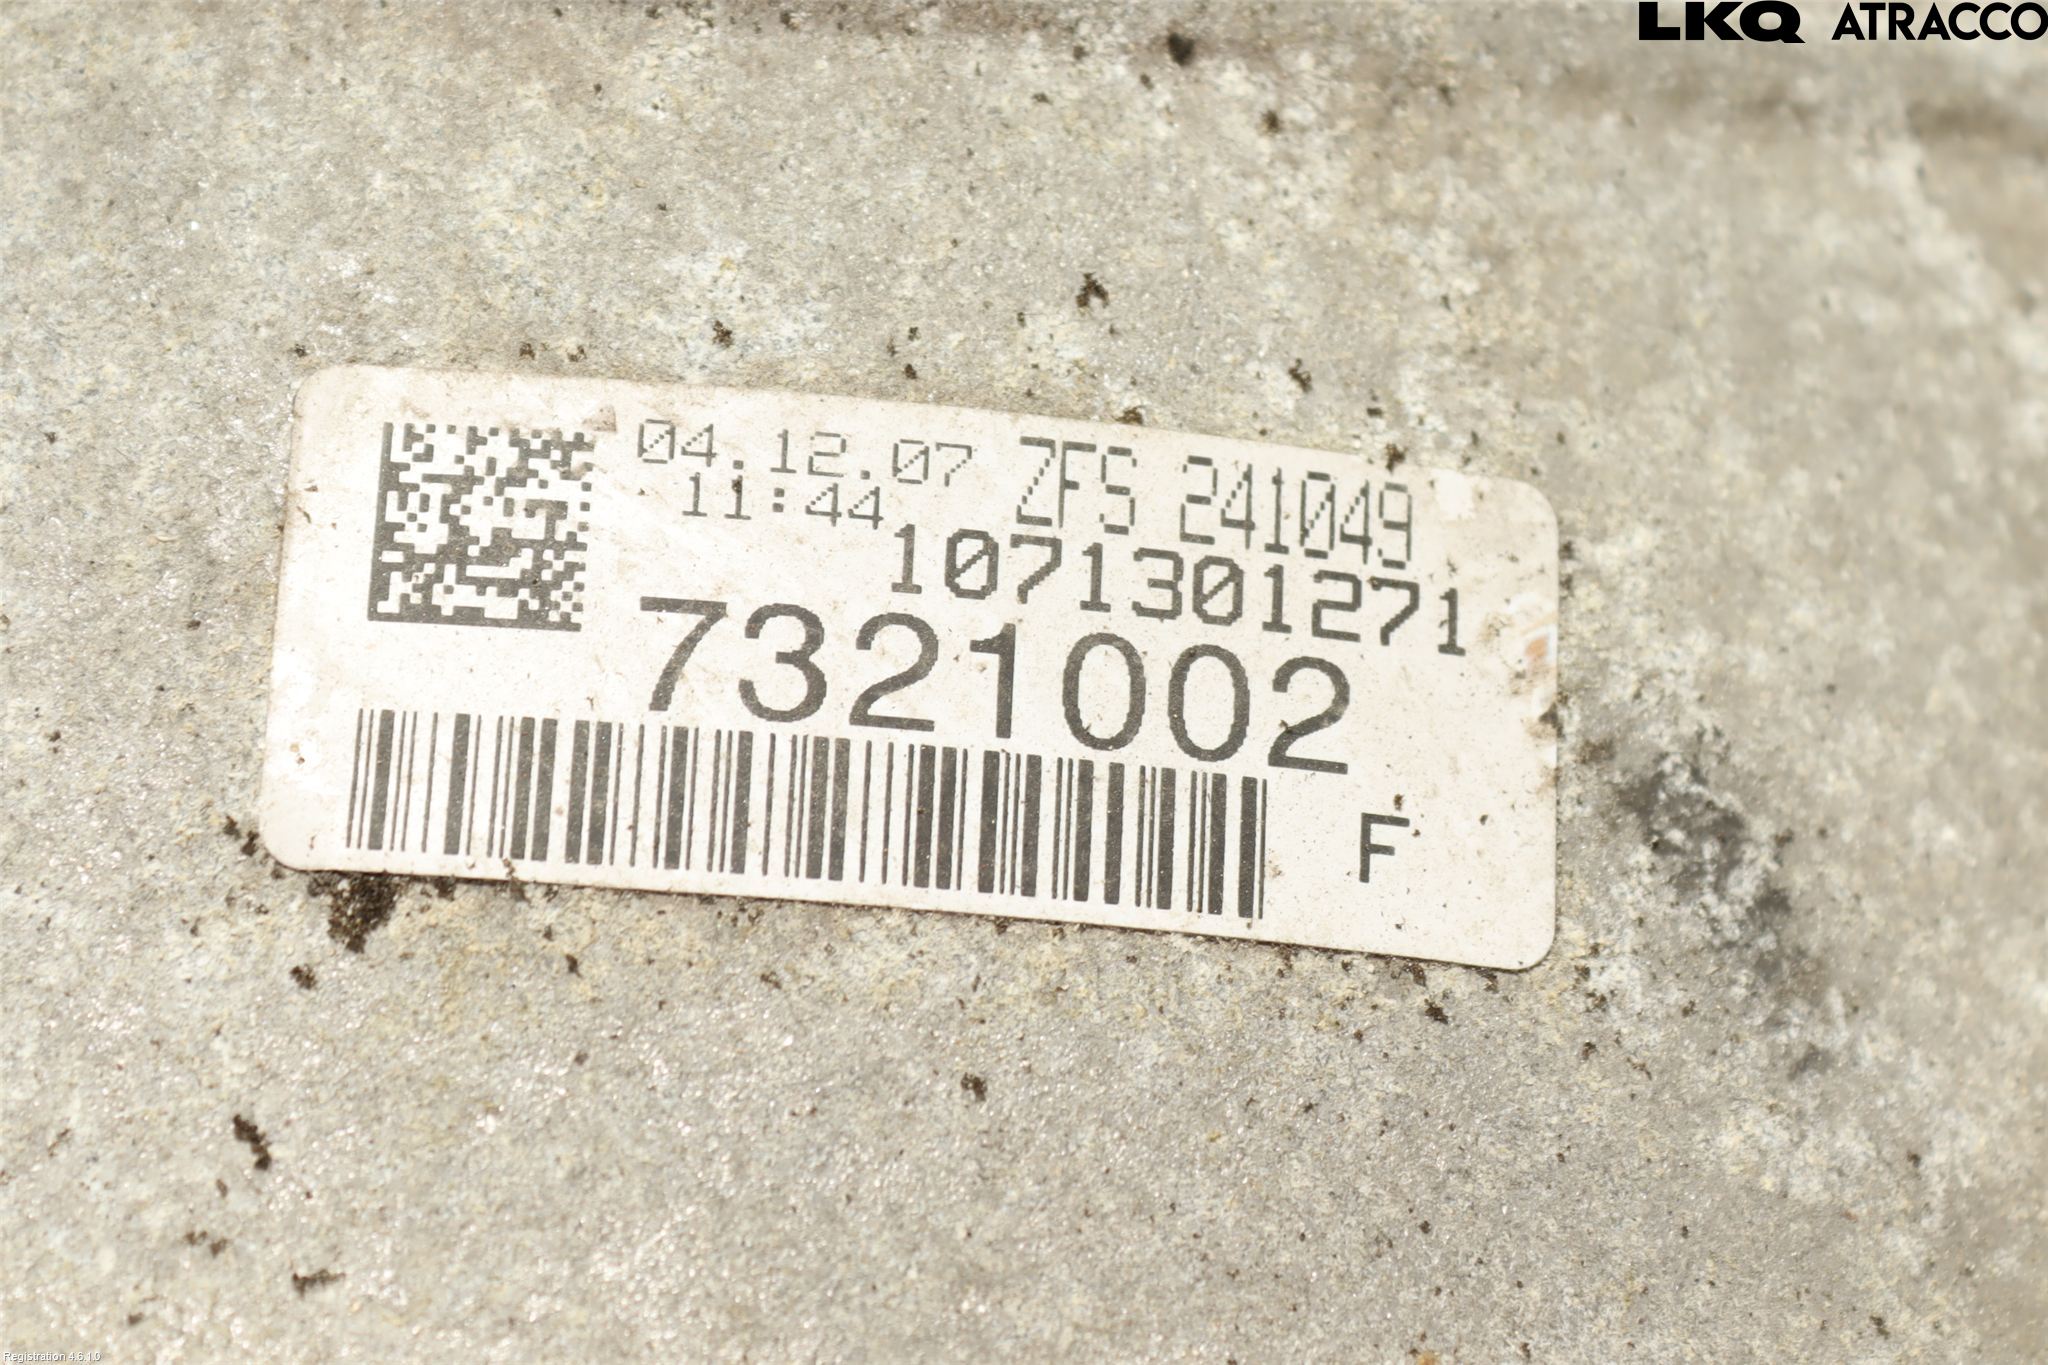 LKQ ATRACCO
04.12.07 ZFS 241049
11:44
1071301271
7321002
F
Registration 4.6.1.0